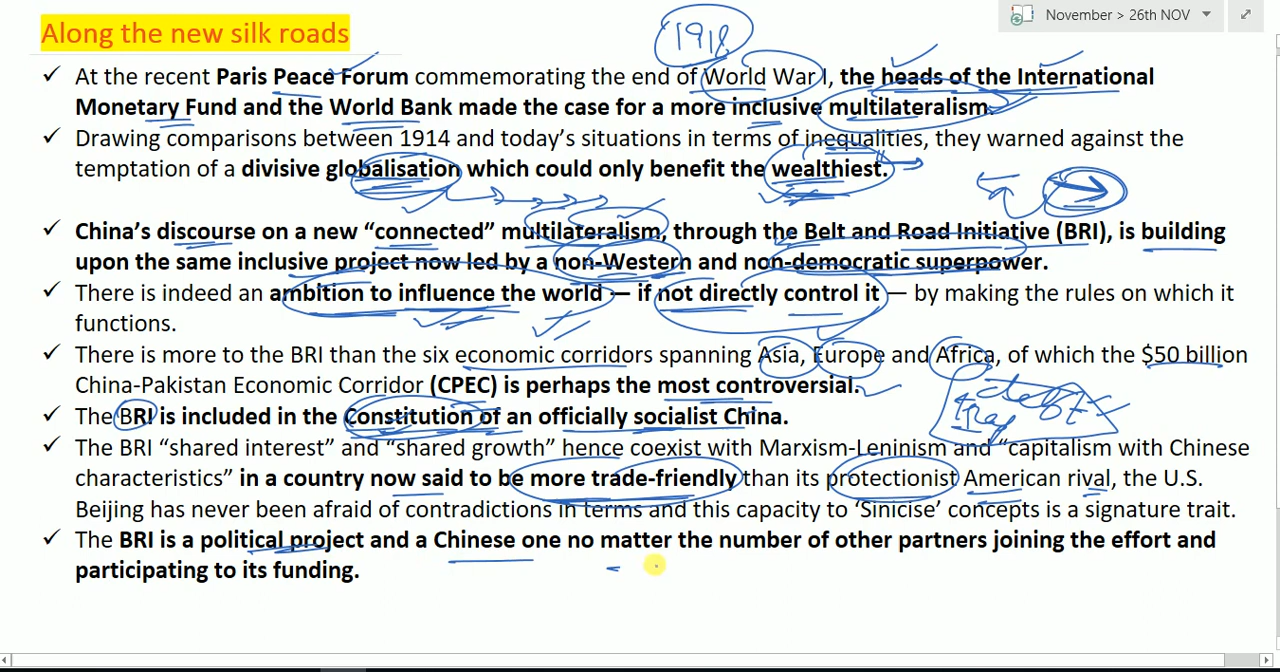 Along the new silk roads
November > 26th NOV
1918
✓ At the recent Paris Peace Forum commemorating the end of World War I, the heads of the International
Monetary Fund and the World Bank made the case for a more inclusive multilateralism.
✓ Drawing comparisons between 1914 and today's situations in terms of inequalities, they warned against the
temptation of a divisive globalisation which could only benefit the wealthiest.
✓ China's discourse on a new “connected” multilateralism, through the Belt and Road Initiative (BRI), is building
upon the same inclusive project now led by a non-Western and non-democratic superpower.
✓ There is indeed an ambition to influence the world — if not directly control it — by making the rules on which it
functions.
✓ There is more to the BRI than the six economic corridors spanning Asia, Europe and Africa, of which the $50 billion
China-Pakistan Economic Corridor (CPEC) is perhaps the most controversial.
debt
trap
✓ The BRI is included in the Constitution of an officially socialist China.
✓ The BRI “shared interest” and “shared growth” hence coexist with Marxism-Leninism and “capitalism with Chinese
characteristics” in a country now said to be more trade-friendly than its protectionist American rival, the U.S.
Beijing has never been afraid of contradictions in terms and this capacity to ‘Sinicise’ concepts is a signature trait.
✓ The BRI is a political project and a Chinese one no matter the number of other partners joining the effort and
participating to its funding.